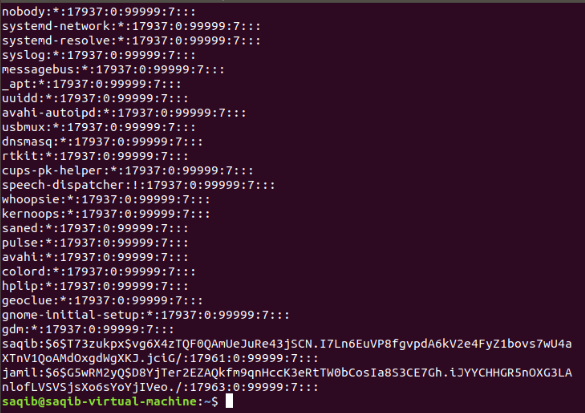 nobody:*:17937:0:99999:7:::
systemd-network:*:17937:0:99999:7:::
systemd-resolve:*:17937:0:99999:7:::
syslog:*:17937:0:99999:7:::
messagebus:*:17937:0:99999:7:::
_apt:*:17937:0:99999:7:::
uuidd:*:17937:0:99999:7:::
avahi-autoipd:*:17937:0:99999:7:::
usbmux:*:17937:0:99999:7:::
dnsmasq:*:17937:0:99999:7:::
rtkit:*:17937:0:99999:7:::
cups-pk-helper:*:17937:0:99999:7:::
speech-dispatcher:!:17937:0:99999:7:::
whoopsie:*:17937:0:99999:7:::
kernoops:*:17937:0:99999:7:::
saned:*:17937:0:99999:7:::
pulse:*:17937:0:99999:7:::
avahi:*:17937:0:99999:7:::
colord:*:17937:0:99999:7:::
hplip:*:17937:0:99999:7:::
geoclue:*:17937:0:99999:7:::
gnome-initial-setup:*:17937:0:99999:7:::
gdm:*:17937:0:99999:7:::
saqib:$6$T73zukpx$vg6X4zTQF0QAmUeJuRe43jSCN.I7Ln6EuVP8fgvpdA6kV2e4FyZ1bovs7wU4a
XTnV1QoAMdOxgdWgXKJ.jciG/:17961:0:99999:7:::
jamil:$6$G5wRM2yQ$D8YjTer2EZAQkfm9qnHccK3eRtTW0bCosIa8S3CE7Gh.iJYYCHHGR5nOXG3LA
nlofLVSVSjsXo6sYoYjIVeo./:17963:0:99999:7:::
saqib@saqib-virtual-machine:~$